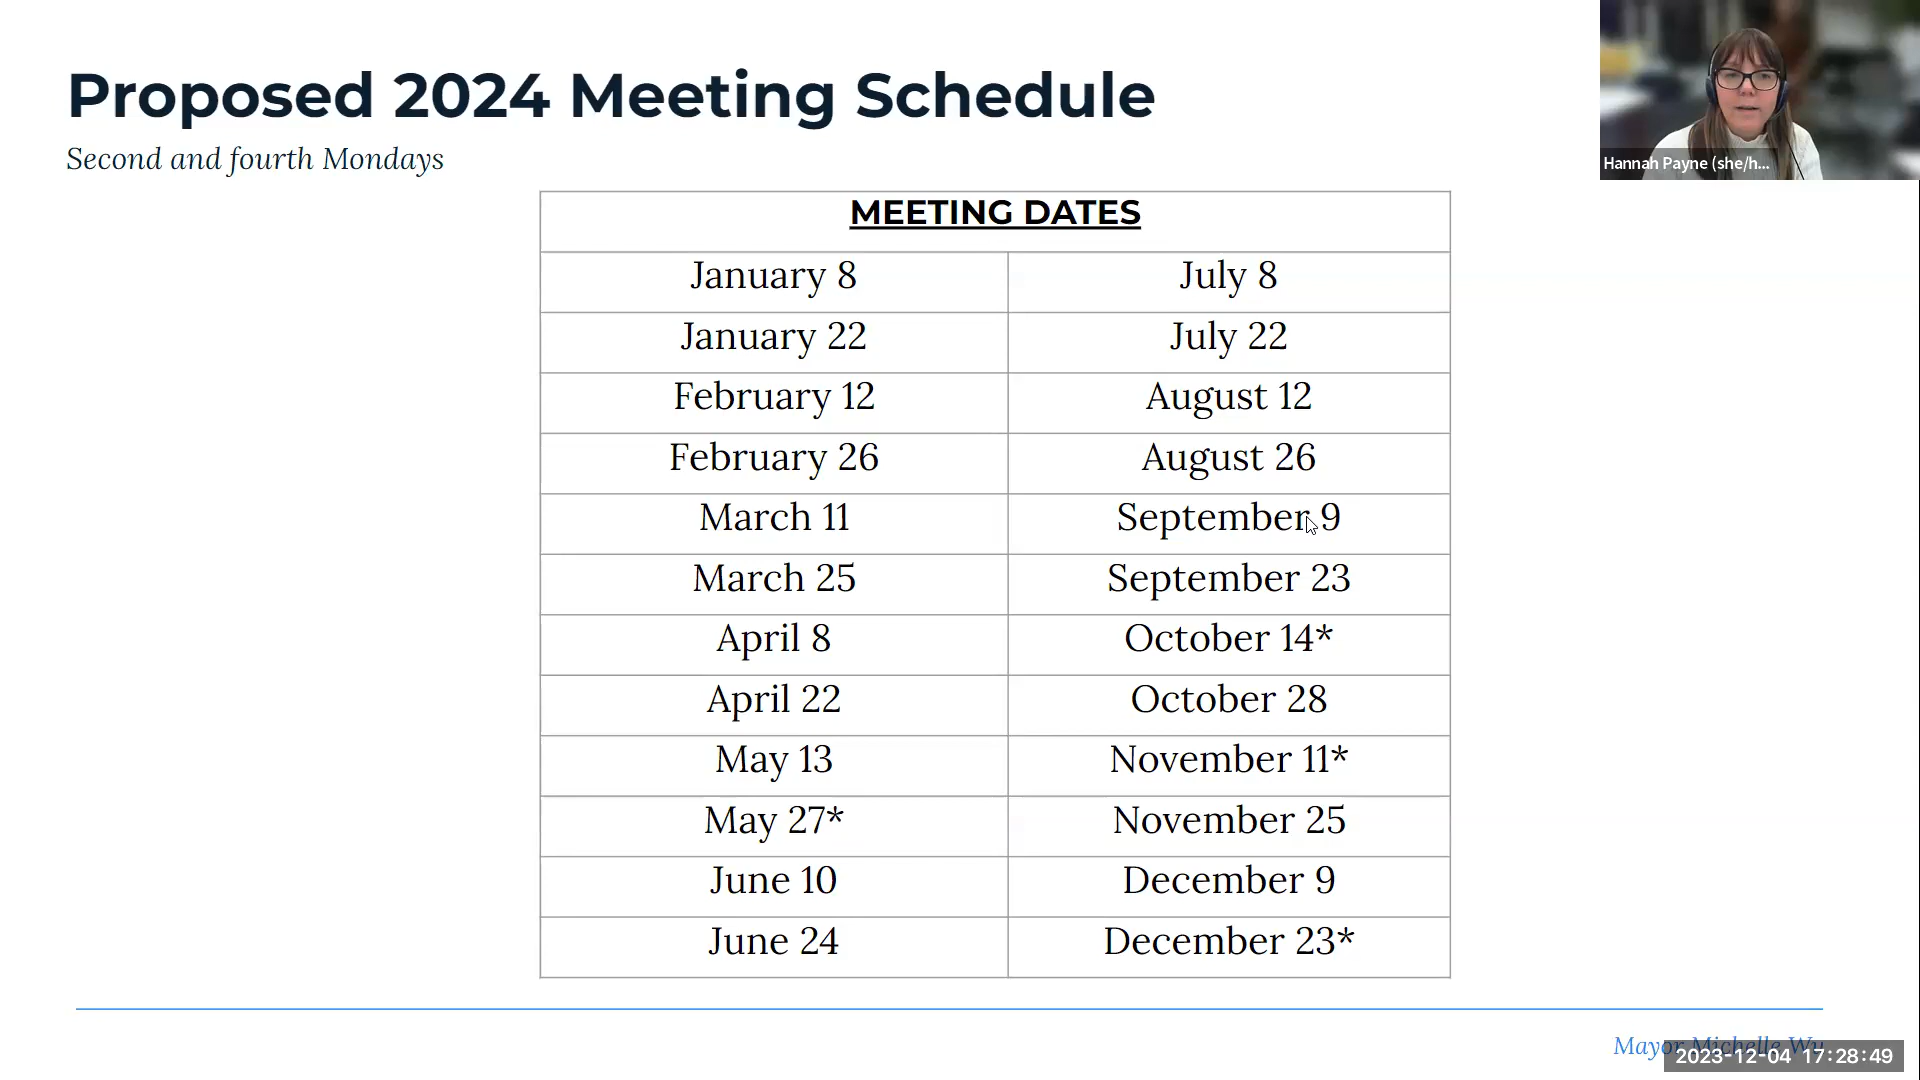 Proposed 2024 Meeting Schedule
Second and fourth Mondays
Hannah Payne (she/h...
MEETING DATES
January 8 July 8
January 22 July 22
February 12 August 12
February 26 August 26
March 11 September 9
March 25 September 23
April 8 October 14*
April 22 October 28
May 13 November 11*
May 27* November 25
June 10 December 9
June 24 December 23*
Mayor Michelle Wu
2023-12-04 17:28:49